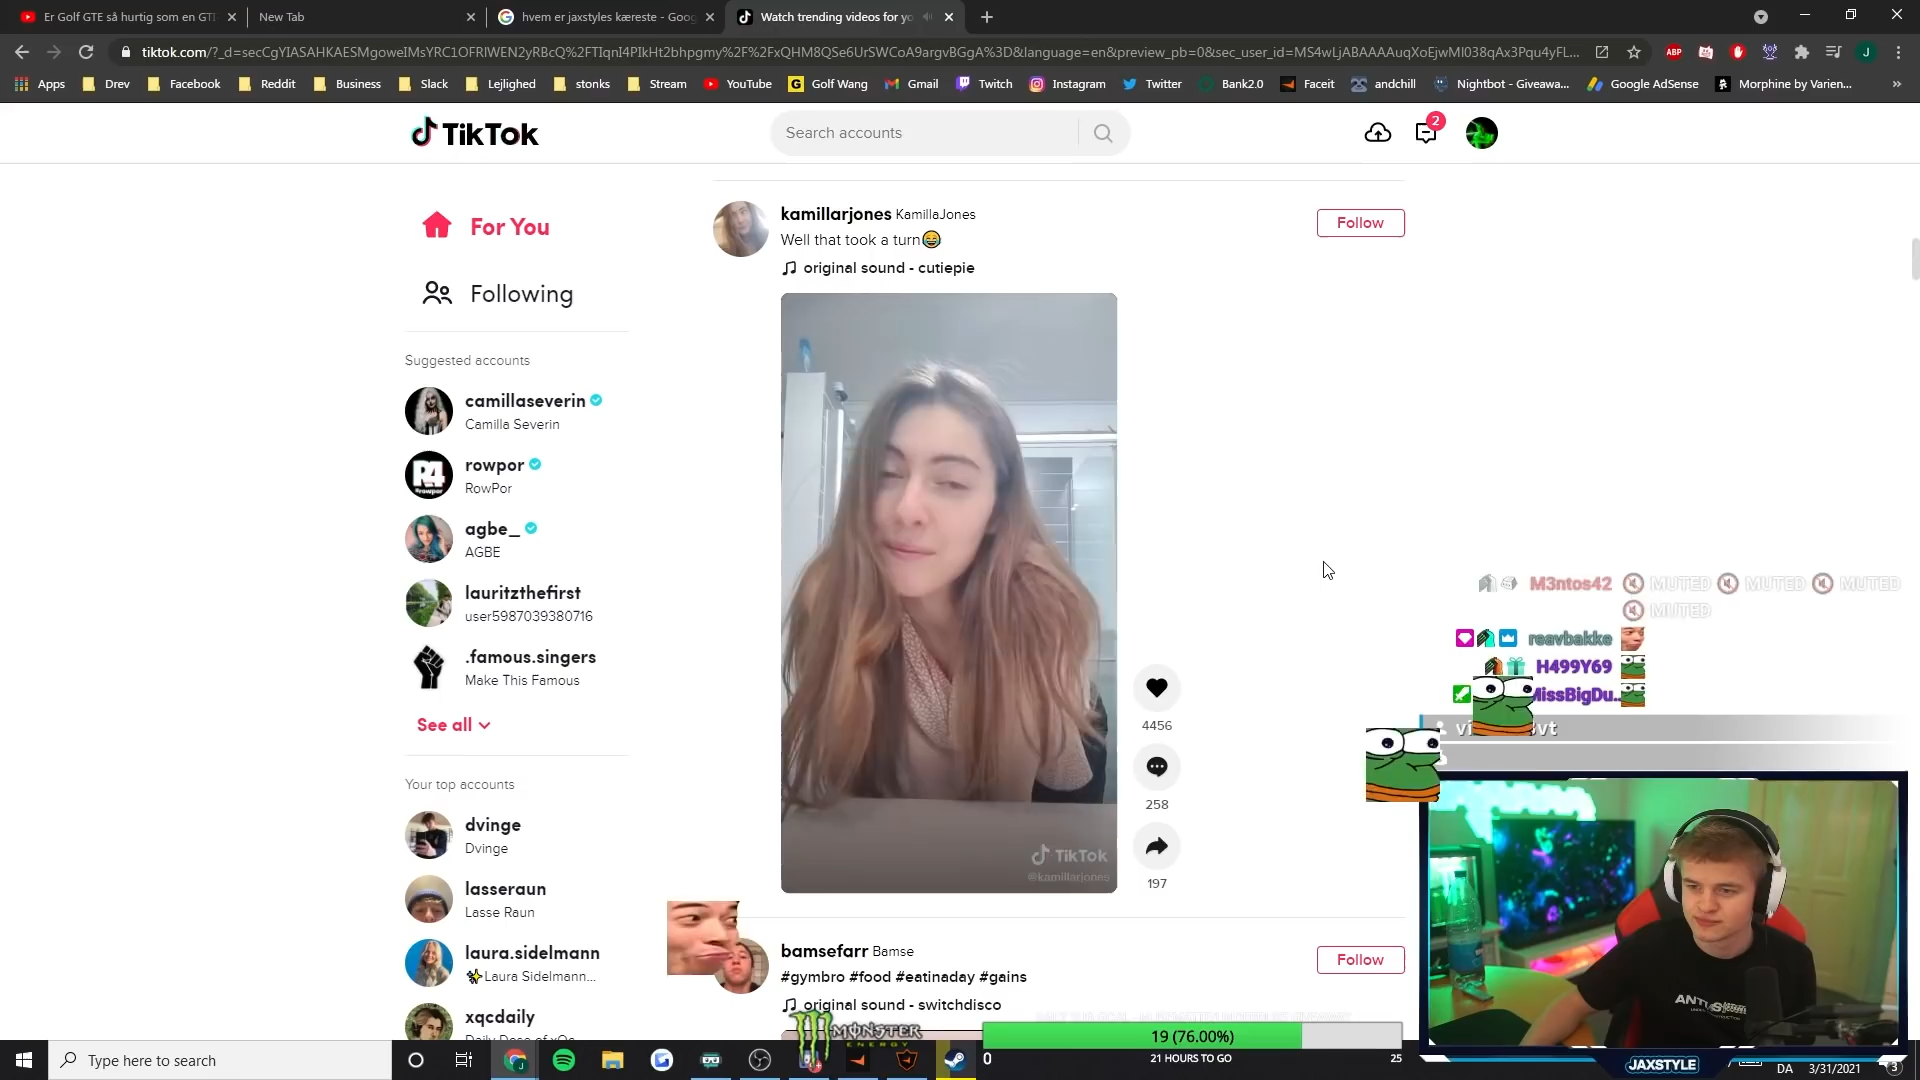 Er Golf GTE så hurtig som en GTI
New Tab
hvem er jaxstyles kæreste - Goog
Watch trending videos for yo
tiktok.com/?_d=secCgYIASAHKAESMgoweIMsYRC1OFRlWEN2yRBcQ%2FTIqnI4PIkHt2bhpgmy%2F%2FxQHM8QSe6UrSWCoA9argvBGgA%3D&language=en&preview_pb=0&sec_user_id=MS4wLjABAAAAuqXoEjwMl038qAx3Pqu4yFL...
ABP
J
Apps
Drev
Facebook
Reddit
Business
Slack
Lejlighed
stonks
Stream
YouTube
Golf Wang
Gmail
Twitch
Instagram
Twitter
Bank2.0
Faceit
andchill
Nightbot - Giveawa...
Google AdSense
Morphine by Varien...
»
TikTok
Search accounts
2
For You
Following
Suggested accounts
camillaseverin
Camilla Severin
rowpor
RowPor
agbe_
AGBE
lauritzthefirst
user5987039380716
.famous.singers
Make This Famous
See all
Your top accounts
dvinge
Dvinge
lasseraun
Lasse Raun
laura.sidelmann
Laura Sidelmann...
xqcdaily
kamillarjones KamillaJones
Well that took a turn😂
original sound - cutiepie
Follow
TikTok
@kamillarjones
4456
258
197
bamsefarr Bamse
#gymbro #food #eatinaday #gains
original sound - switchdisco
Follow
M3ntos42 MUTED MUTED MUTED
MUTED
reavbakke
H499Y69
MissBigDu..
MONSTER
ENERGY
19 (76.00%)
0
21 HOURS TO GO
25
JAXSTYLE
Type here to search
DA
3/31/2021
3